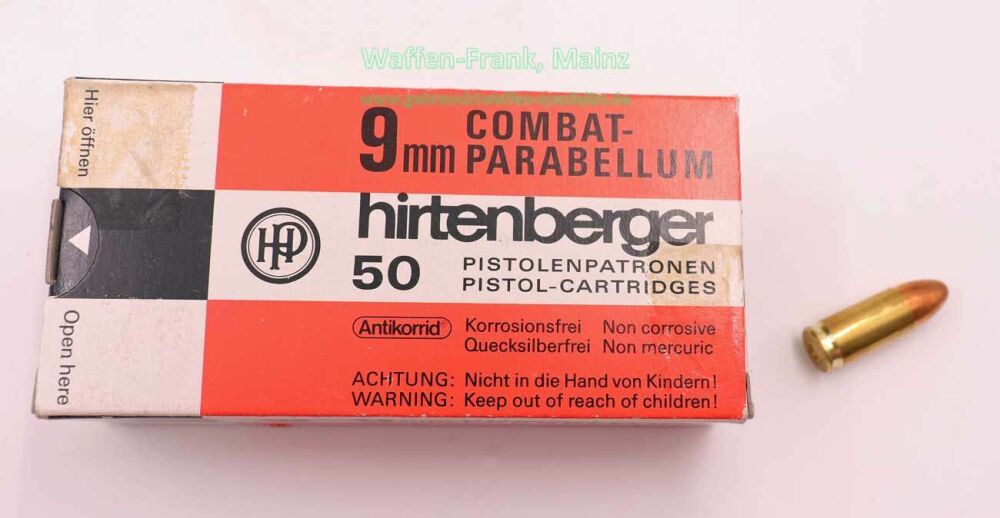 Waffen-Frank, Mainz
Hier öffnen
9mm COMBAT-
PARABELLUM
HP
hirtenberger
50 PISTOLENPATRONEN
PISTOL-CARTRIDGES
Open here
Antikorrid® Korrosionsfrei Non corrosive
Quecksilberfrei Non mercuric
ACHTUNG: Nicht in die Hand von Kindern!
WARNING: Keep out of reach of children!